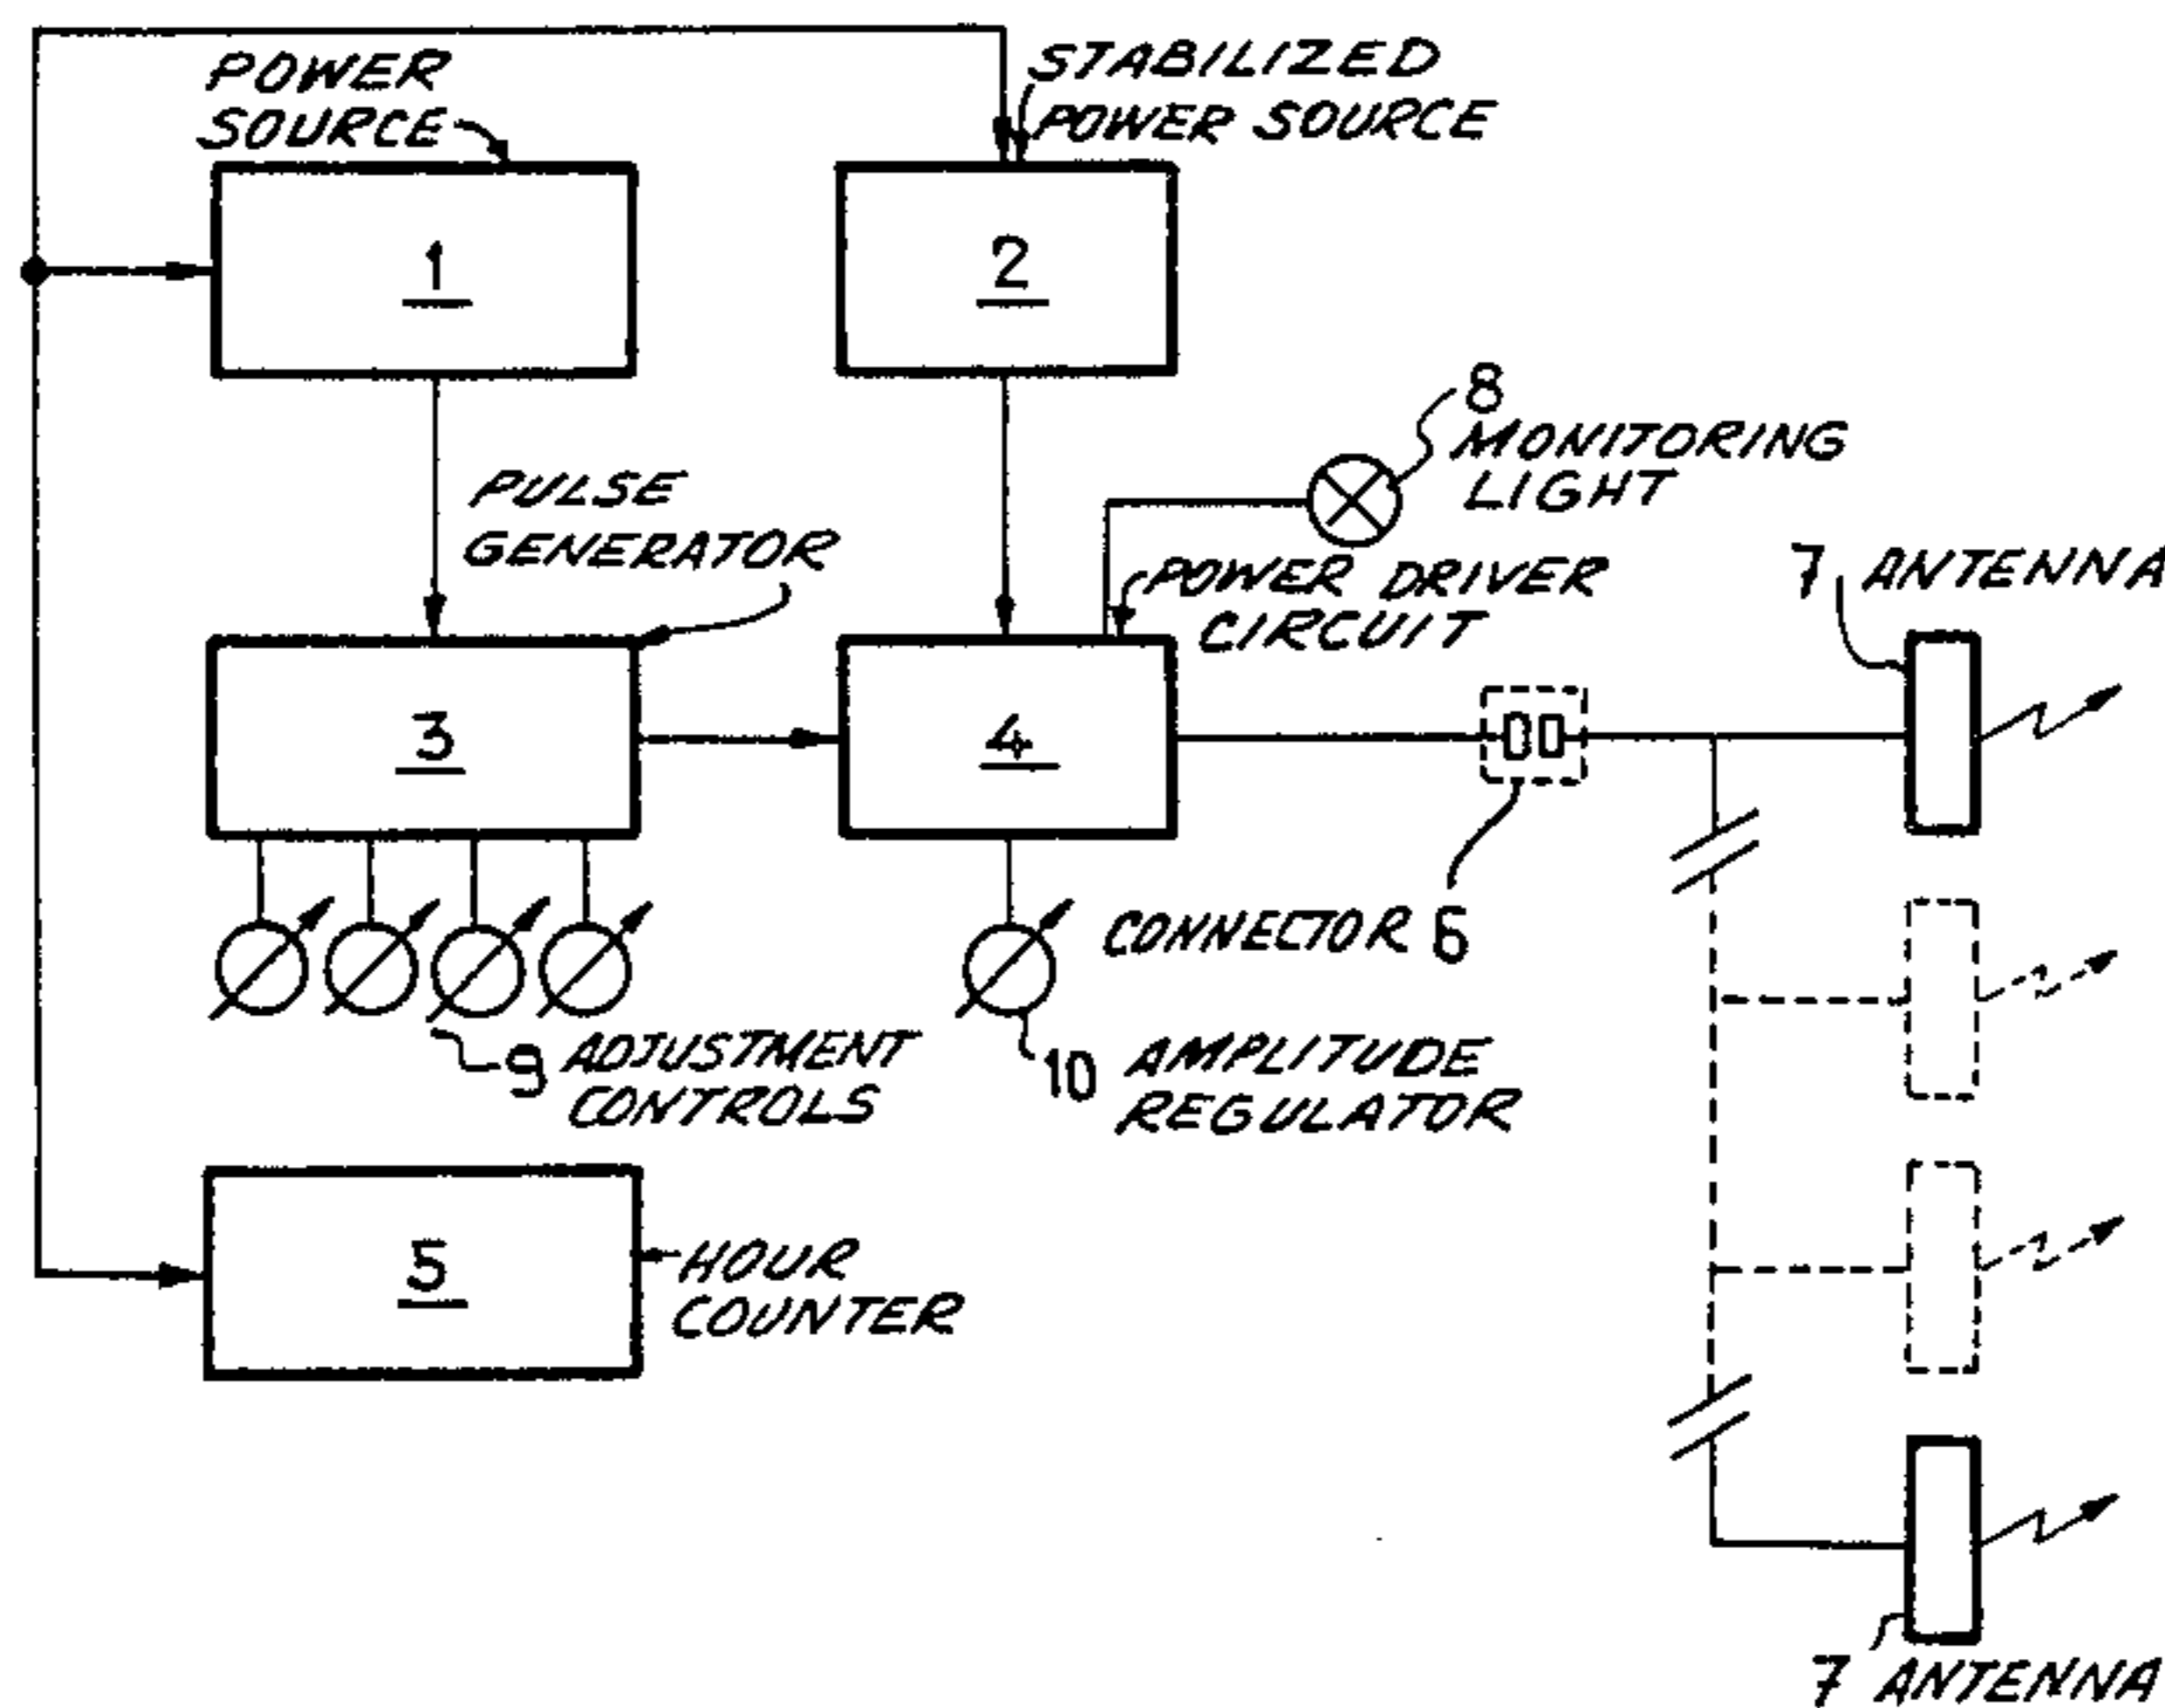 POWER
SOURCE
STABILIZED
POWER SOURCE
1
2
8
MONITORING
LIGHT
PULSE
GENERATOR
POWER DRIVER
CIRCUIT
7 ANTENNA
3
4
CONNECTOR 6
9 ADJUSTMENT
CONTROLS
10 AMPLITUDE
REGULATOR
5
HOUR
COUNTER
7 ANTENNA